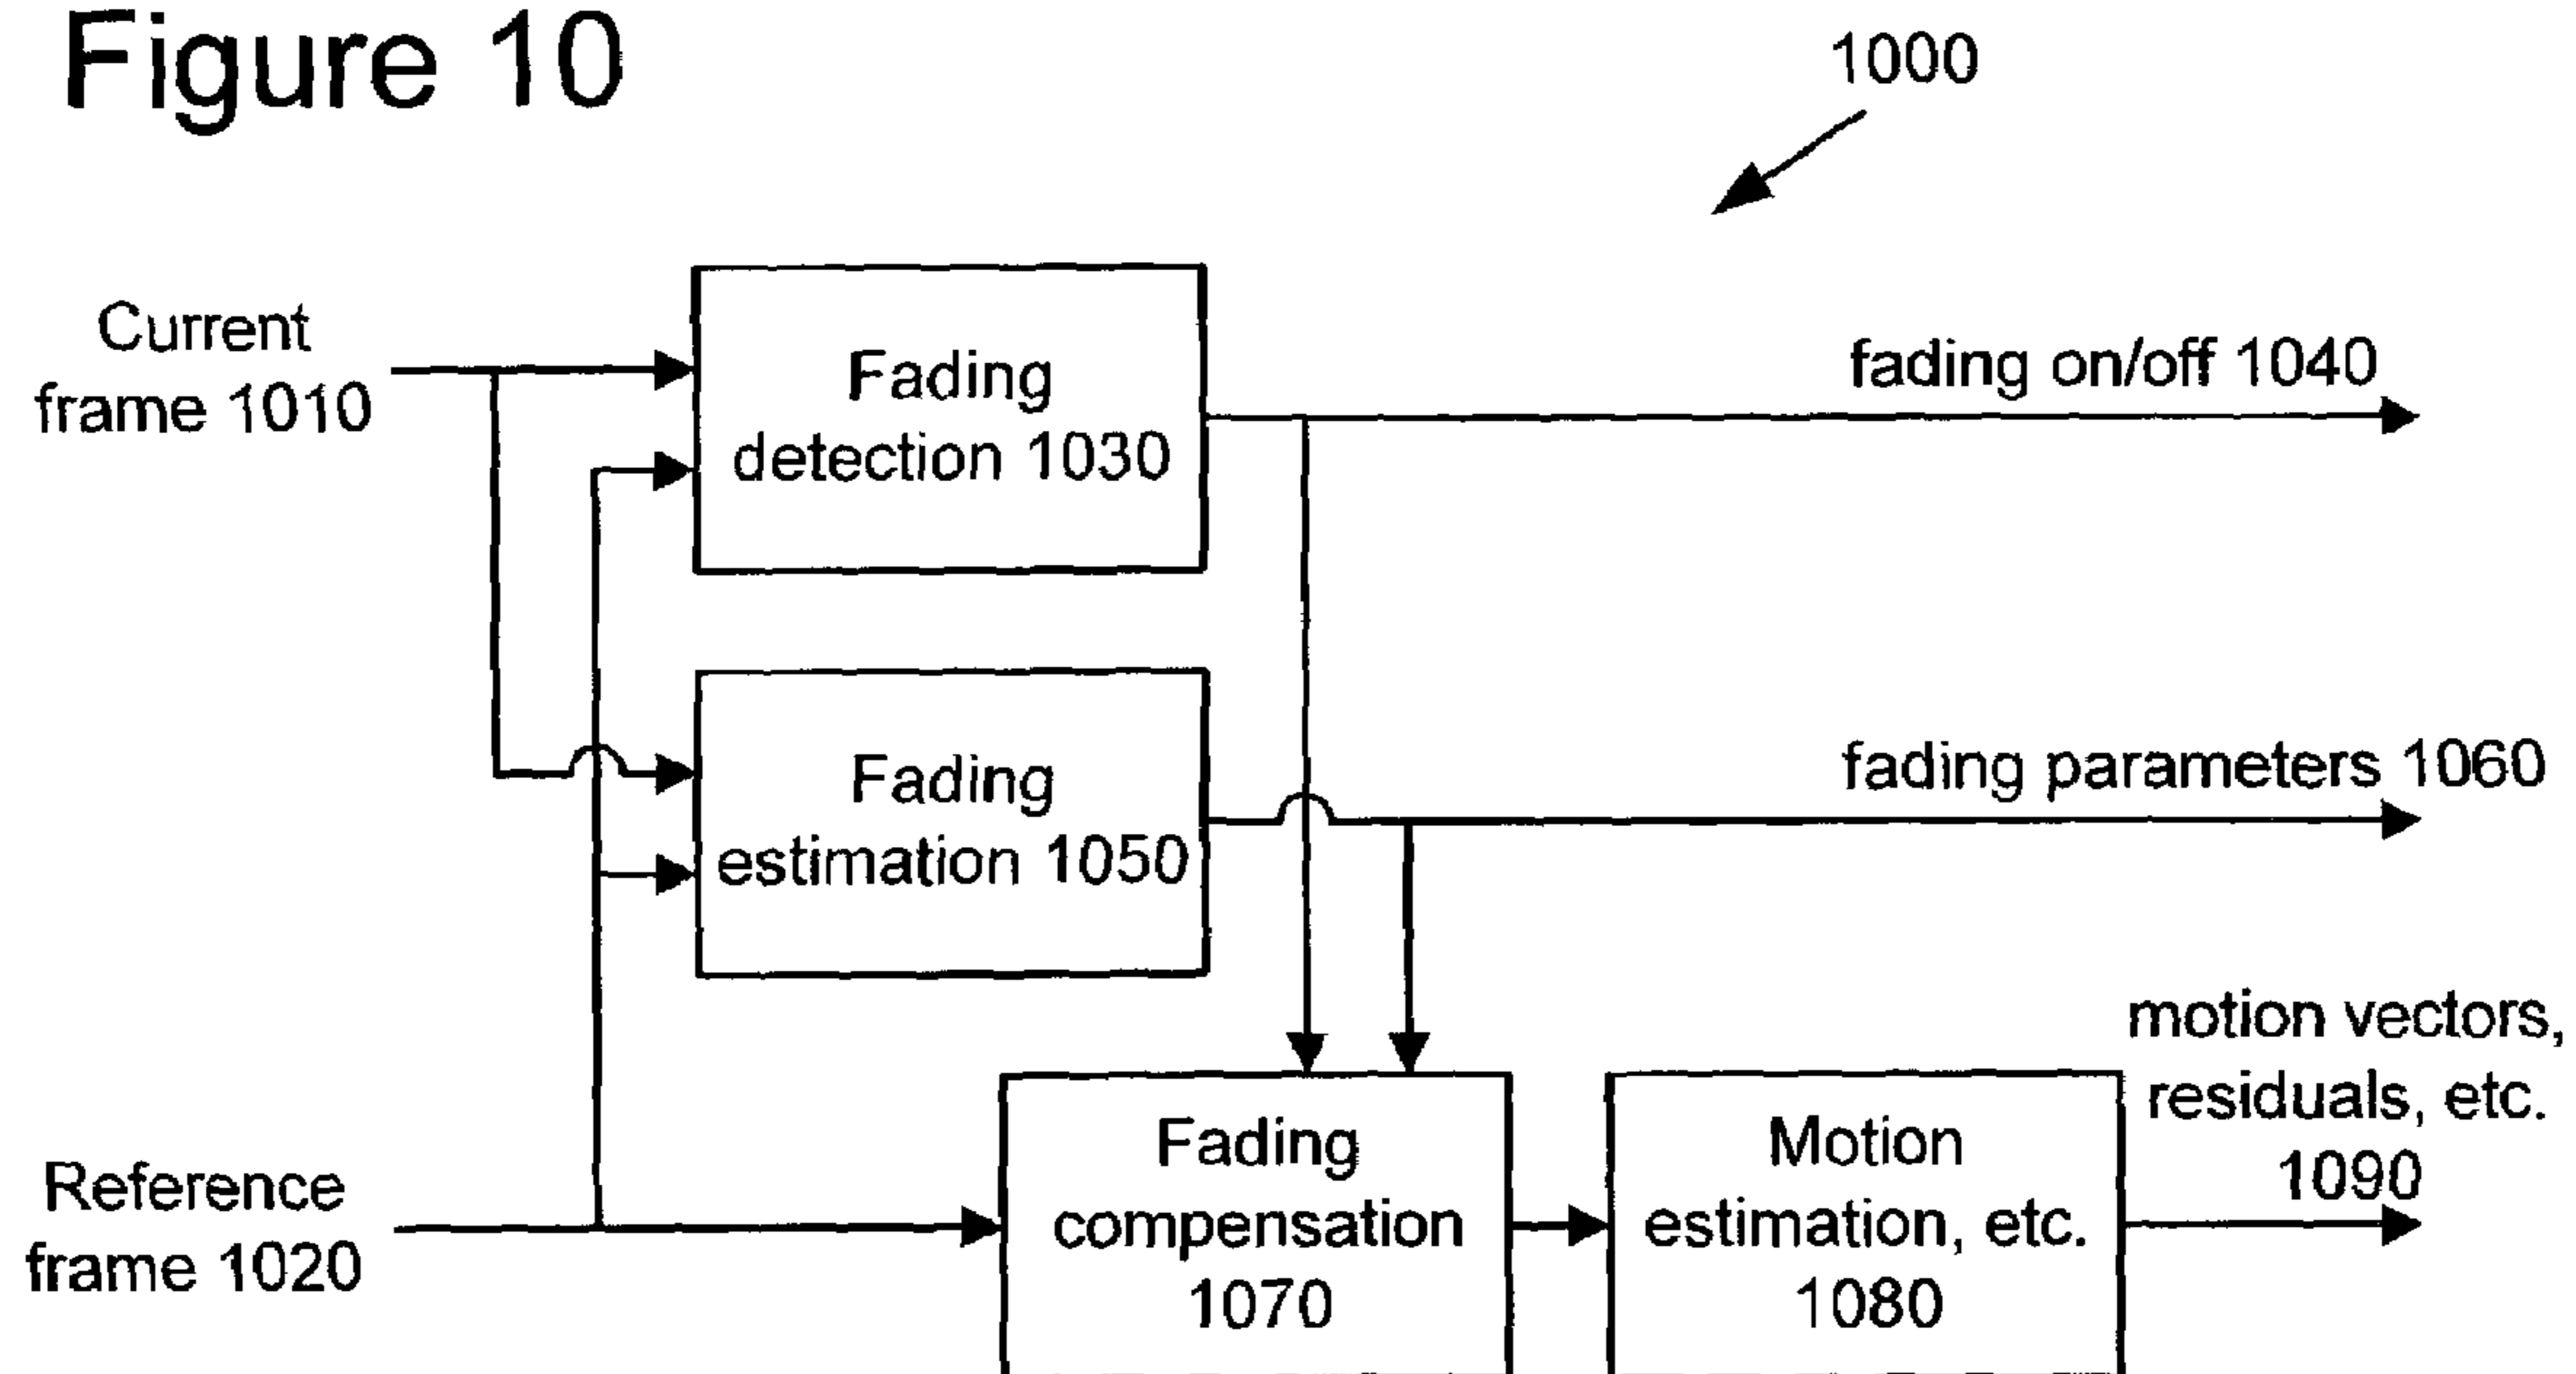 Figure 10
1000
Current
frame 1010
Fading
detection 1030
fading on/off 1040
Fading
estimation 1050
fading parameters 1060
Reference
frame 1020
Fading
compensation
1070
Motion
estimation, etc.
1080
motion vectors,
residuals, etc.
1090